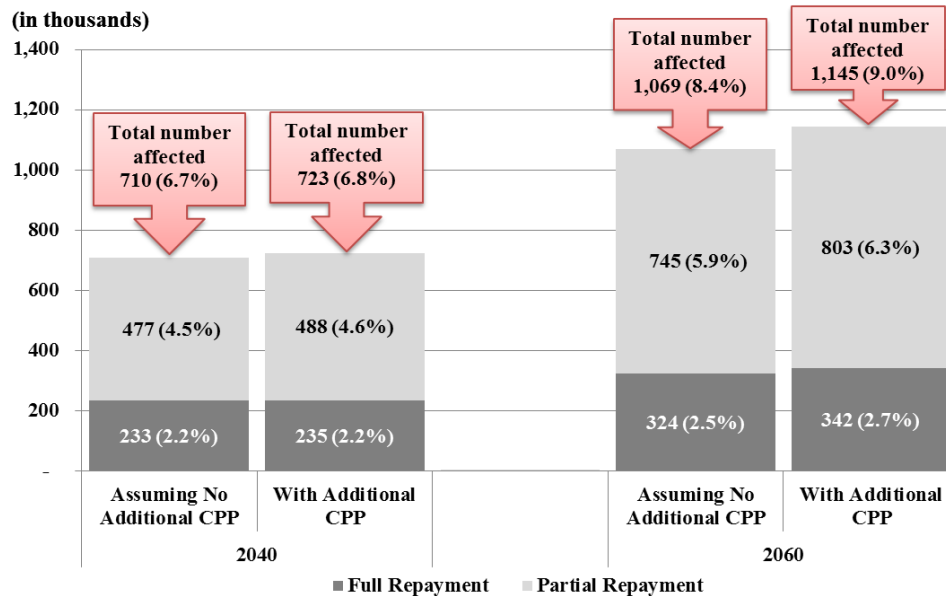 (in thousands)
1,400
1,200
1,000
800
600
400
200
-
Total number
affected
710 (6.7%)
Total number
affected
723 (6.8%)
Total number
affected
1,069 (8.4%)
Total number
affected
1,145 (9.0%)
477 (4.5%)
488 (4.6%)
745 (5.9%)
803 (6.3%)
233 (2.2%)
235 (2.2%)
324 (2.5%)
342 (2.7%)
Assuming No
Additional CPP
With Additional
CPP
Assuming No
Additional CPP
With Additional
CPP
2040
2060
Full Repayment
Partial Repayment